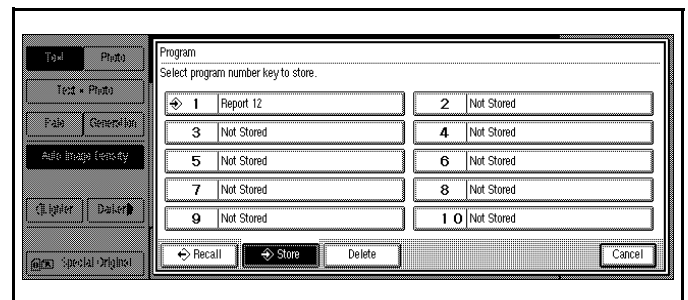 Text Photo
Text • Photo
Pale Generation
Auto Image Density
Lighter Darker
Special Original
Program
Select program number key to store.
1 Report 12
2 Not Stored
3 Not Stored
4 Not Stored
5 Not Stored
6 Not Stored
7 Not Stored
8 Not Stored
9 Not Stored
10 Not Stored
Recall Store Delete Cancel